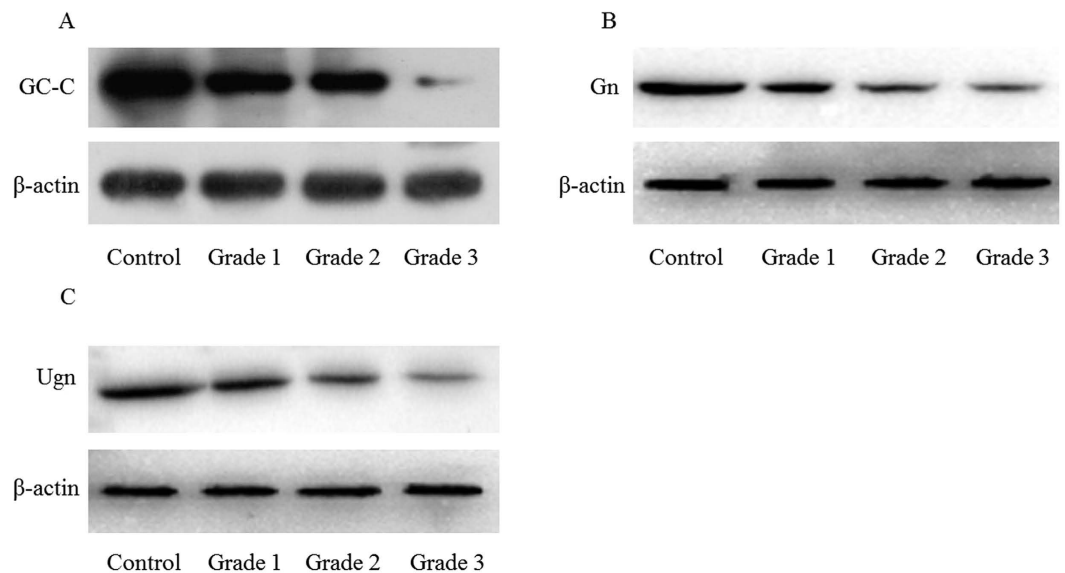 A
GC-C
β-actin
Control Grade 1 Grade 2 Grade 3
B
Gn
β-actin
Control Grade 1 Grade 2 Grade 3
C
Ugn
β-actin
Control Grade 1 Grade 2 Grade 3